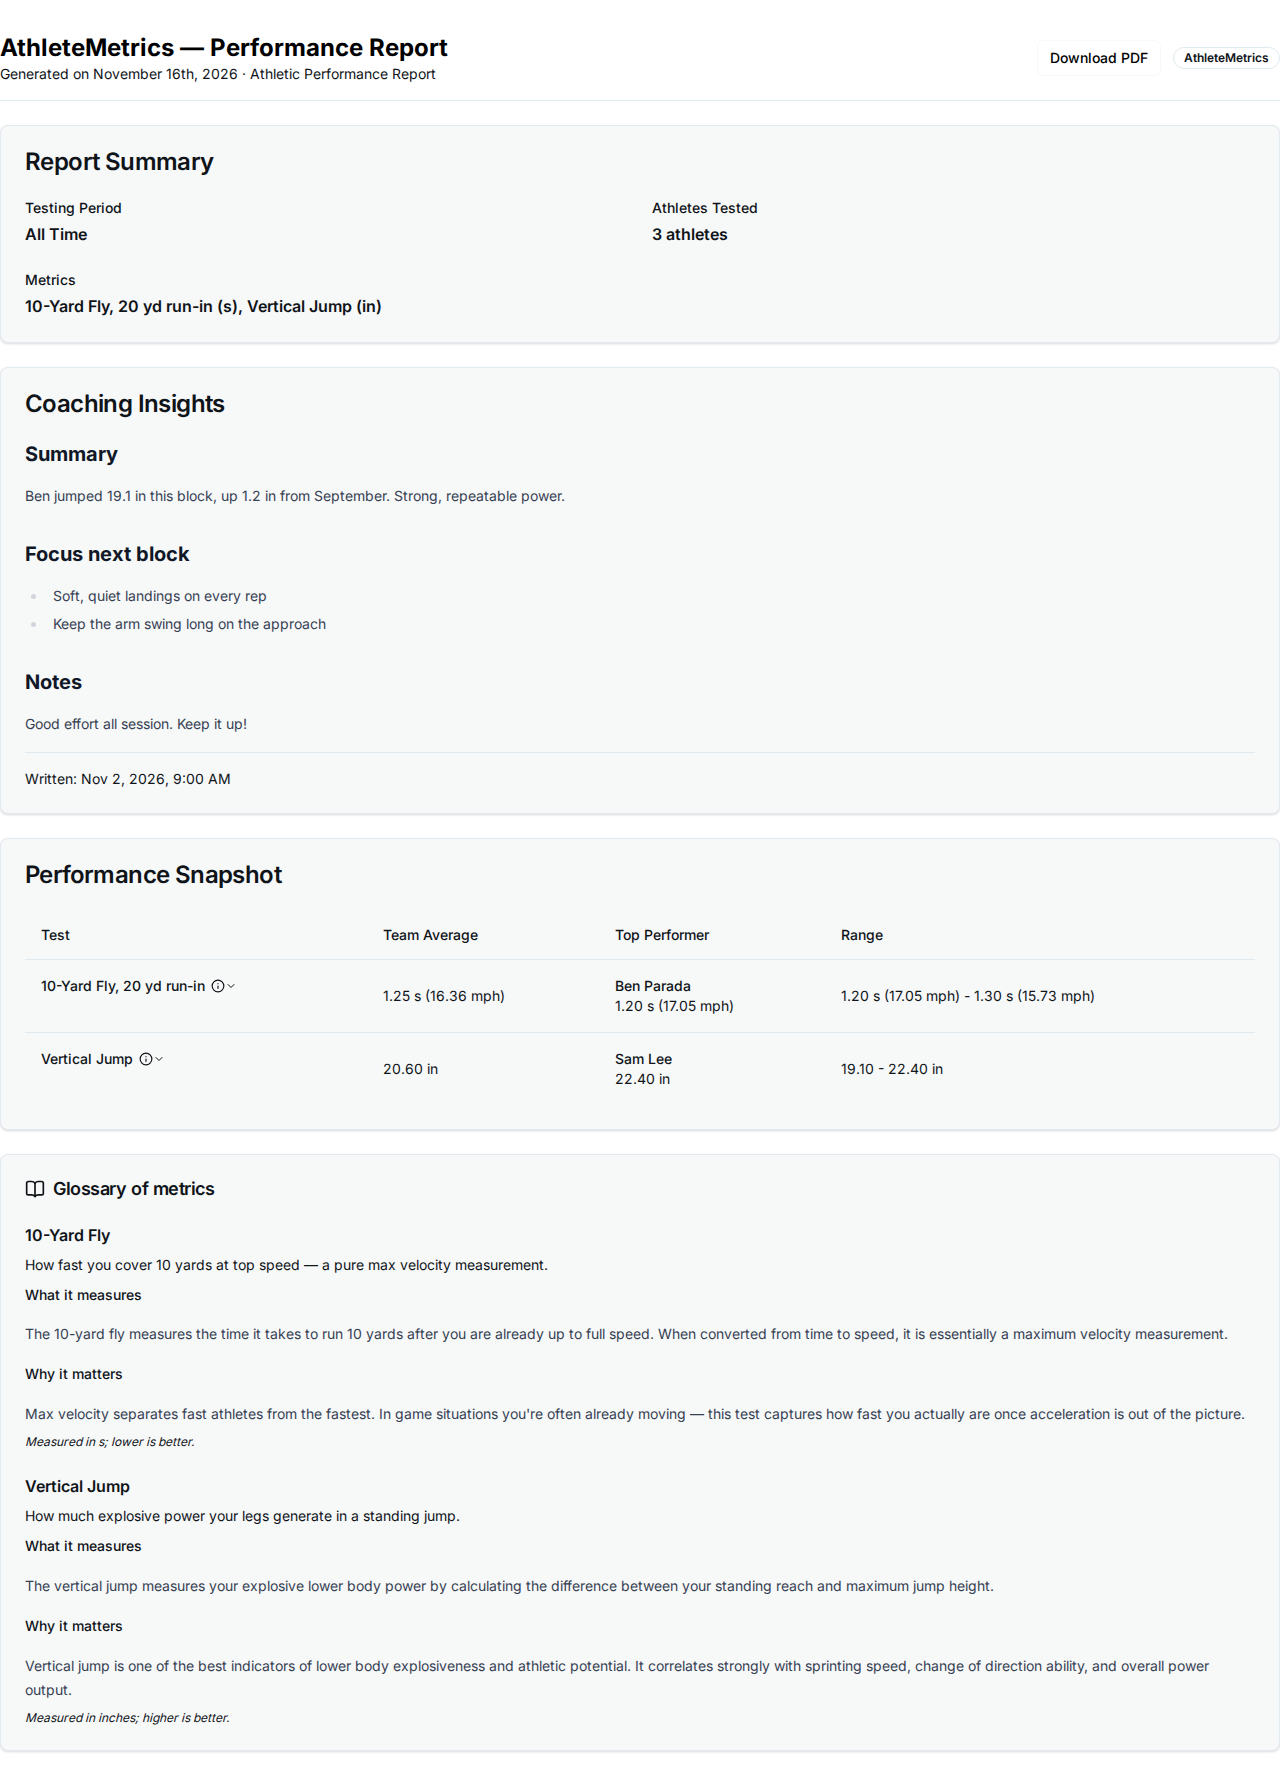 AthleteMetrics — Performance Report
Generated on November 16th, 2026 · Athletic Performance Report
Download PDF
AthleteMetrics
Report Summary
Testing Period
All Time
Athletes Tested
3 athletes
Metrics
10-Yard Fly, 20 yd run-in (s), Vertical Jump (in)
Coaching Insights
Summary
Ben jumped 19.1 in this block, up 1.2 in from September. Strong, repeatable power.
Focus next block
Soft, quiet landings on every rep
Keep the arm swing long on the approach
Notes
Good effort all session. Keep it up!
Written: Nov 2, 2026, 9:00 AM
Performance Snapshot
Test Team Average Top Performer Range
10-Yard Fly, 20 yd run-in
1.25 s (16.36 mph)
Ben Parada
1.20 s (17.05 mph)
1.20 s (17.05 mph) - 1.30 s (15.73 mph)
Vertical Jump
20.60 in
Sam Lee
22.40 in
19.10 - 22.40 in
Glossary of metrics
10-Yard Fly
How fast you cover 10 yards at top speed — a pure max velocity measurement.
What it measures
The 10-yard fly measures the time it takes to run 10 yards after you are already up to full speed. When converted from time to speed, it is essentially a maximum velocity measurement.
Why it matters
Max velocity separates fast athletes from the fastest. In game situations you're often already moving — this test captures how fast you actually are once acceleration is out of the picture.
Measured in s; lower is better.
Vertical Jump
How much explosive power your legs generate in a standing jump.
What it measures
The vertical jump measures your explosive lower body power by calculating the difference between your standing reach and maximum jump height.
Why it matters
Vertical jump is one of the best indicators of lower body explosiveness and athletic potential. It correlates strongly with sprinting speed, change of direction ability, and overall power
output.
Measured in inches; higher is better.